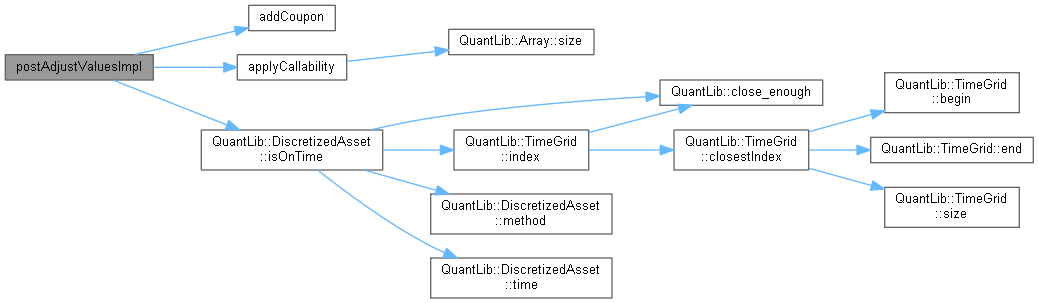 addCoupon
postAdjustValuesImpl
applyCallability
QuantLib::Array::size
QuantLib::DiscretizedAsset
::isOnTime
QuantLib::close_enough
QuantLib::TimeGrid
::index
QuantLib::TimeGrid
::closestIndex
QuantLib::TimeGrid
::begin
QuantLib::TimeGrid::end
QuantLib::TimeGrid
::size
QuantLib::DiscretizedAsset
::method
QuantLib::DiscretizedAsset
::time